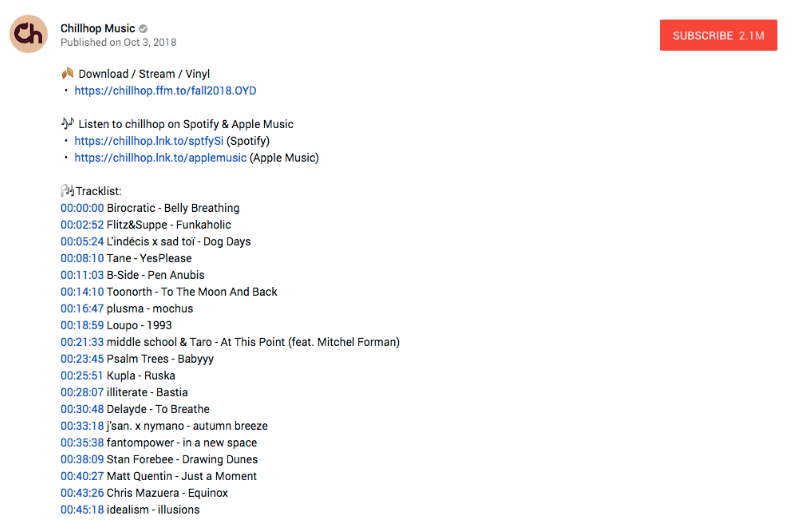 Ch
Chillhop Music
Published on Oct 3, 2018
SUBSCRIBE 2.1M
🍂 Download / Stream / Vinyl
• https://chillhop.ffm.to/fall2018.OYD
🎶 Listen to chillhop on Spotify & Apple Music
• https://chillhop.lnk.to/sptfySi (Spotify)
• https://chillhop.lnk.to/applemusic (Apple Music)
Tracklist:
00:00:00 Birocratic - Belly Breathing
00:02:52 Flitz&Suppe - Funkaholic
00:05:24 L'indécis x sad toï - Dog Days
00:08:10 Tane - YesPlease
00:11:03 B-Side - Pen Anubis
00:14:10 Toonorth - To The Moon And Back
00:16:47 plusma - mochus
00:18:59 Loupo - 1993
00:21:33 middle school & Taro - At This Point (feat. Mitchel Forman)
00:23:45 Psalm Trees - Babyyy
00:25:51 Kupla - Ruska
00:28:07 illiterate - Bastia
00:30:48 Delayde - To Breathe
00:33:18 j'san. x nymano - autumn breeze
00:35:38 fantompower - in a new space
00:38:09 Stan Forebee - Drawing Dunes
00:40:27 Matt Quentin - Just a Moment
00:43:26 Chris Mazuera - Equinox
00:45:18 idealism - illusions